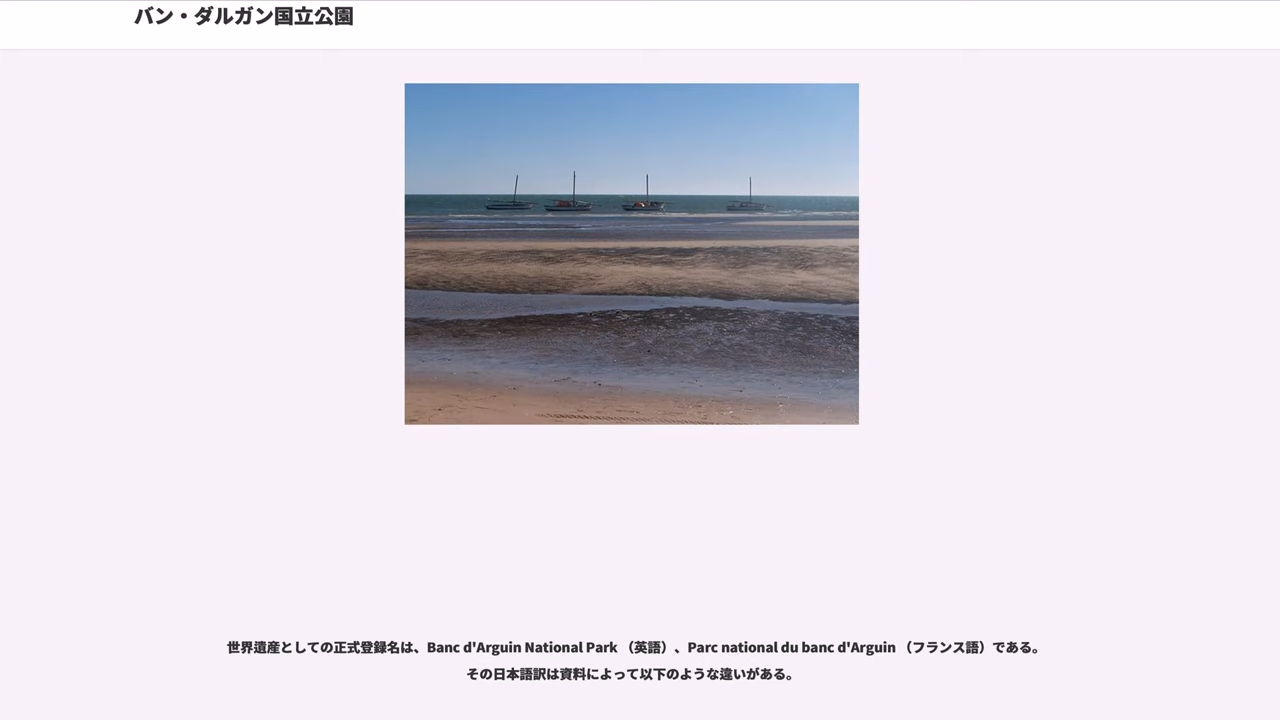 バン・ダルガン国立公園
世界遺産としての正式登録名は、Banc d'Arguin National Park （英語）、Parc national du banc d'Arguin （フランス語）である。
その日本語訳は資料によって以下のような違いがある。